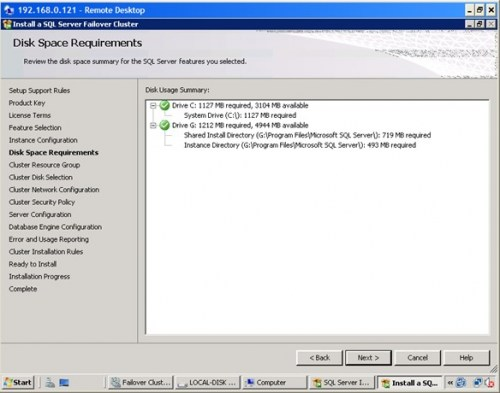 192.168.0.121 - Remote Desktop
Install a SQL Server Failover Cluster
Disk Space Requirements
Review the disk space summary for the SQL Server features you selected.
Setup Support Rules
Product Key
License Terms
Feature Selection
Instance Configuration
Disk Space Requirements
Cluster Resource Group
Cluster Disk Selection
Cluster Network Configuration
Cluster Security Policy
Server Configuration
Database Engine Configuration
Error and Usage Reporting
Cluster Installation Rules
Ready to Install
Installation Progress
Complete
Disk Usage Summary:
Drive C: 1127 MB required, 3104 MB available
System Drive (C:\): 1127 MB required
Drive G: 1212 MB required, 4944 MB available
Shared Install Directory (G:\Program Files\Microsoft SQL Server\): 719 MB required
Instance Directory (G:\Program Files\Microsoft SQL Server\): 493 MB required
< Back
Next >
Cancel
Help
Start
Failover Clust...
LOCAL-DISK ...
Computer
SQL Server I...
Install a SQ...